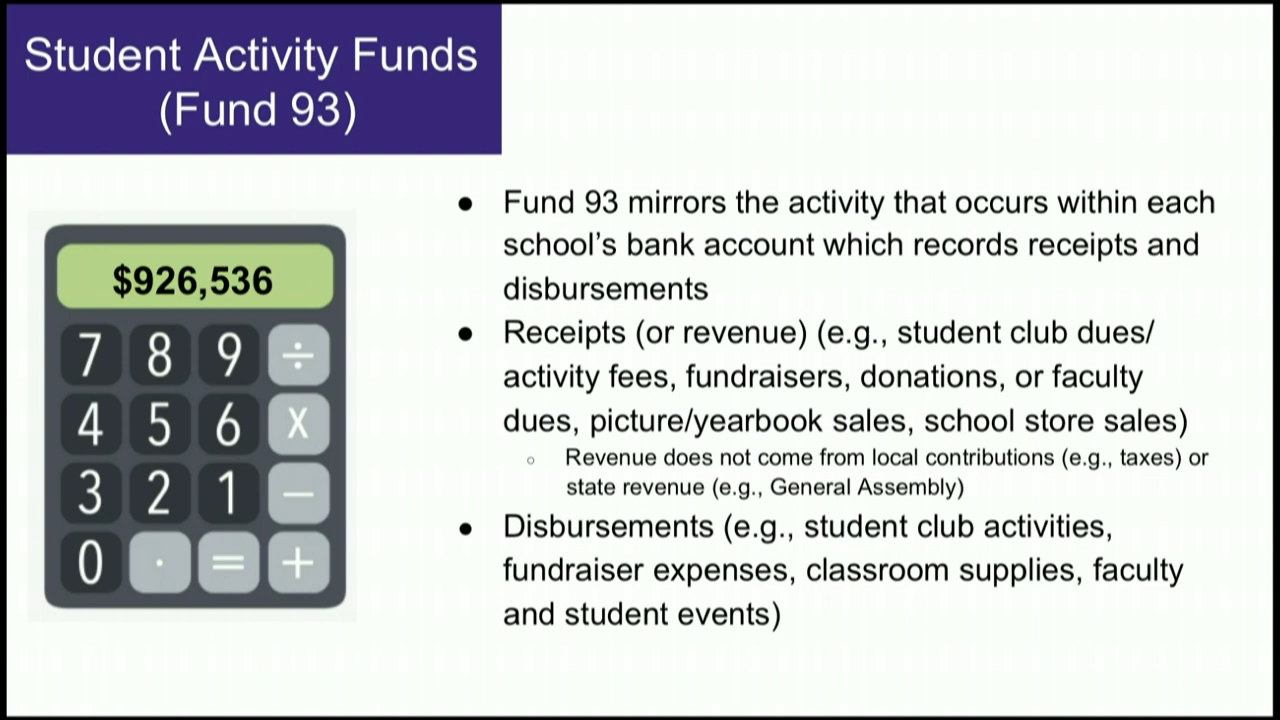 Student Activity Funds
(Fund 93)
$926,536
7 8 9 ÷
4 5 6 X
3 2 1 −
0 . = +
● Fund 93 mirrors the activity that occurs within each
school’s bank account which records receipts and
disbursements
● Receipts (or revenue) (e.g., student club dues/
activity fees, fundraisers, donations, or faculty
dues, picture/yearbook sales, school store sales)
○ Revenue does not come from local contributions (e.g., taxes) or
state revenue (e.g., General Assembly)
● Disbursements (e.g., student club activities,
fundraiser expenses, classroom supplies, faculty
and student events)